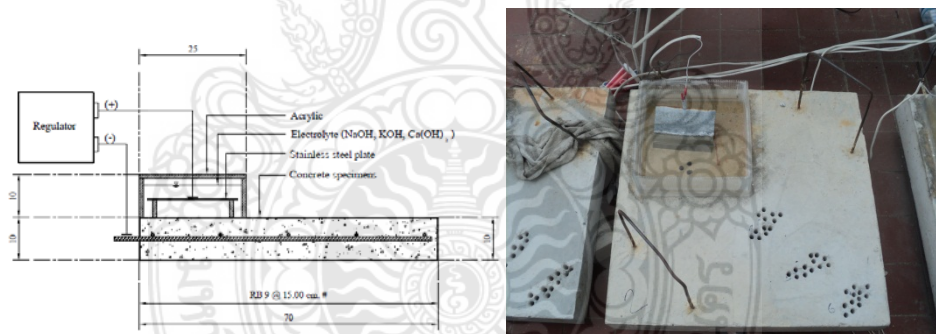 25
Regulator
(+)
(-)
Acrylic
Electrolyte (NaOH, KOH, Ca(OH)₂)
Stainless steel plate
Concrete specimens
10
10
10
RB 9 @ 15.00 cm. #
70